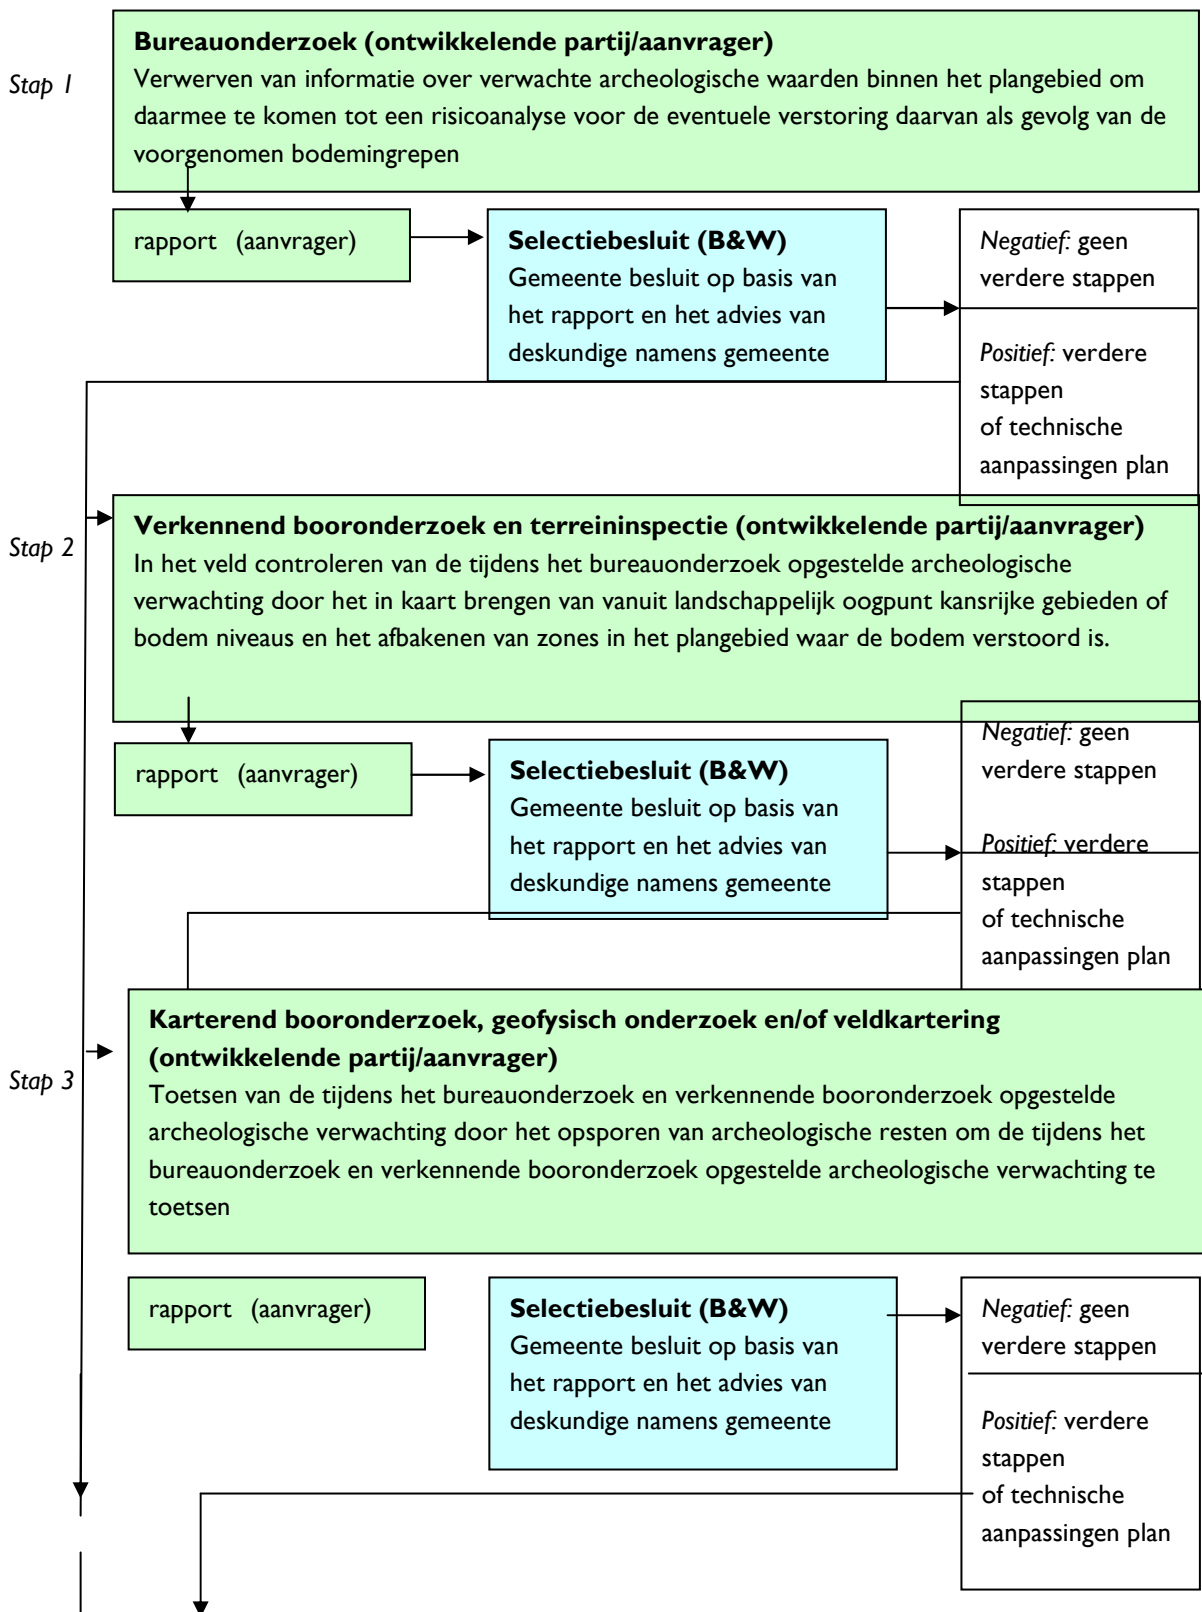 Stap 1
Bureauonderzoek (ontwikkelende partij/aanvrager)
Verwerven van informatie over verwachte archeologische waarden binnen het plangebied om
daarmee te komen tot een risicoanalyse voor de eventuele verstoring daarvan als gevolg van de
voorgenomen bodemingrepen
rapport (aanvrager)
Selectiebesluit (B&W)
Gemeente besluit op basis van
het rapport en het advies van
deskundige namens gemeente
Negatief: geen
verdere stappen
Positief: verdere
stappen
of technische
aanpassingen plan
Stap 2
Verkennend booronderzoek en terreininspectie (ontwikkelende partij/aanvrager)
In het veld controleren van de tijdens het bureauonderzoek opgestelde archeologische
verwachting door het in kaart brengen van vanuit landschappelijk oogpunt kansrijke gebieden of
bodem niveaus en het afbakenen van zones in het plangebied waar de bodem verstoord is.
rapport (aanvrager)
Selectiebesluit (B&W)
Gemeente besluit op basis van
het rapport en het advies van
deskundige namens gemeente
Negatief: geen
verdere stappen
Positief: verdere
stappen
of technische
aanpassingen plan
Stap 3
Karterend booronderzoek, geofysisch onderzoek en/of veldkartering
(ontwikkelende partij/aanvrager)
Toetsen van de tijdens het bureauonderzoek en verkennende booronderzoek opgestelde
archeologische verwachting door het opsporen van archeologische resten om de tijdens het
bureauonderzoek en verkennende booronderzoek opgestelde archeologische verwachting te
toetsen
rapport (aanvrager)
Selectiebesluit (B&W)
Gemeente besluit op basis van
het rapport en het advies van
deskundige namens gemeente
Negatief: geen
verdere stappen
Positief: verdere
stappen
of technische
aanpassingen plan